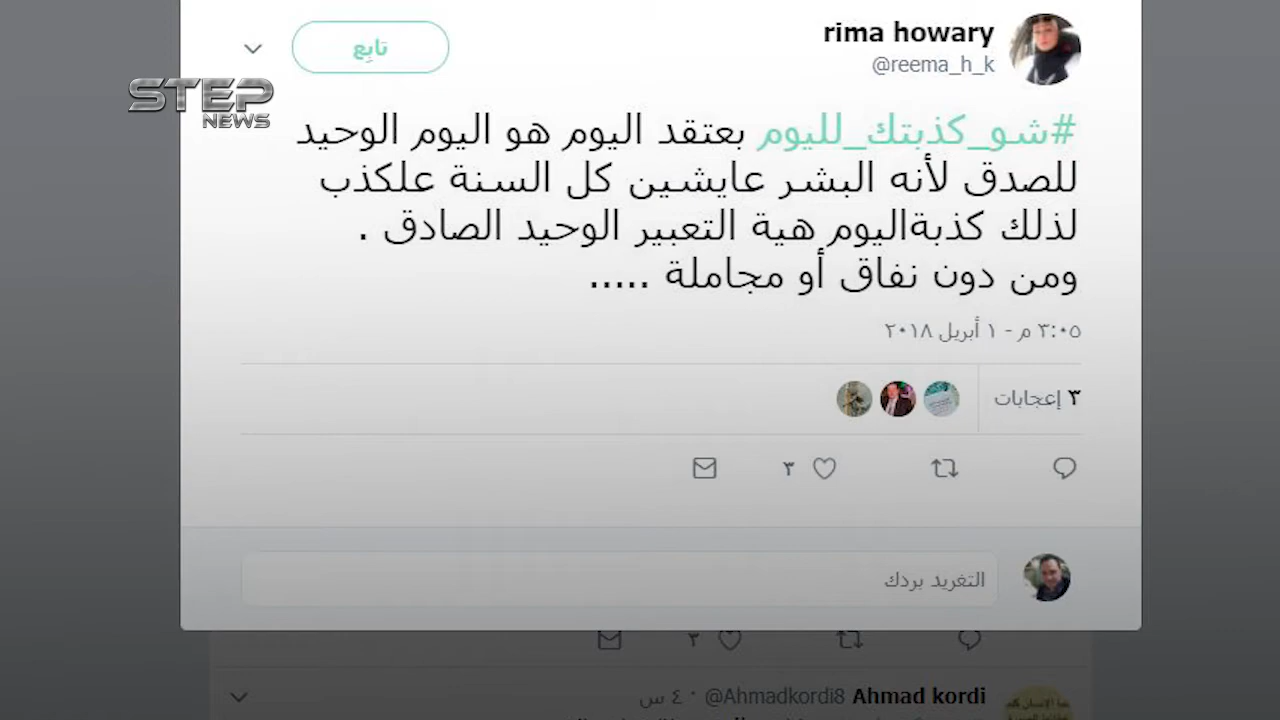 rima howary
@reema_h_k
تابِع
STEP
NEWS
#شو_كذبتك_لليوم بعتقد اليوم هو اليوم الوحيد
للصدق لأنه البشر عايشين كل السنة علكذب
لذلك كذبةاليوم هية التعبير الوحيد الصادق .
ومن دون نفاق أو مجاملة .....
٣:٠٥ م - ١ أبريل ٢٠١٨
٣ إعجابات
٣
التغريد بردك
٣
Ahmad kordi @Ahmadkordi8 · ٤٠ س